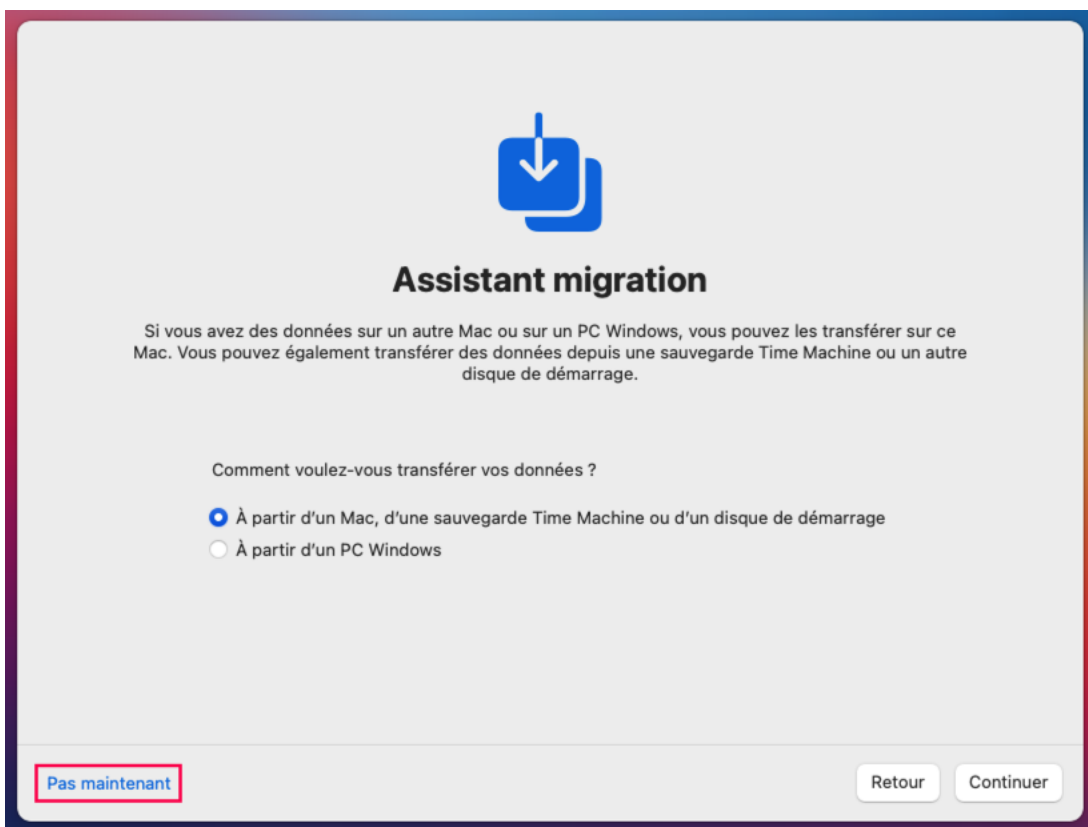 Assistant migration
Si vous avez des données sur un autre Mac ou sur un PC Windows, vous pouvez les transférer sur ce
Mac. Vous pouvez également transférer des données depuis une sauvegarde Time Machine ou un autre
disque de démarrage.
Comment voulez-vous transférer vos données ?
À partir d’un Mac, d’une sauvegarde Time Machine ou d’un disque de démarrage
À partir d’un PC Windows
Pas maintenant
Retour
Continuer